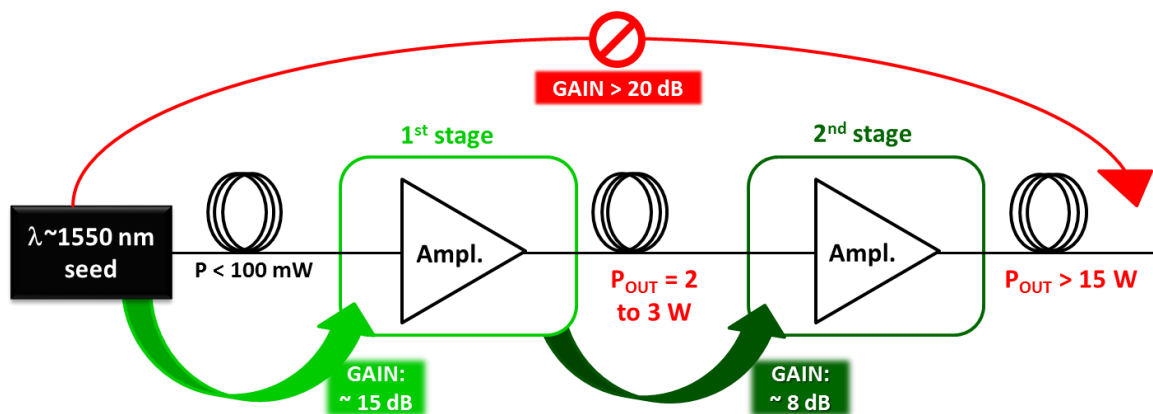 GAIN > 20 dB
1st stage
2nd stage
λ~1550 nm
seed
P < 100 mW
Ampl.
POUT = 2
to 3 W
Ampl.
POUT > 15 W
GAIN:
~ 15 dB
GAIN:
~ 8 dB